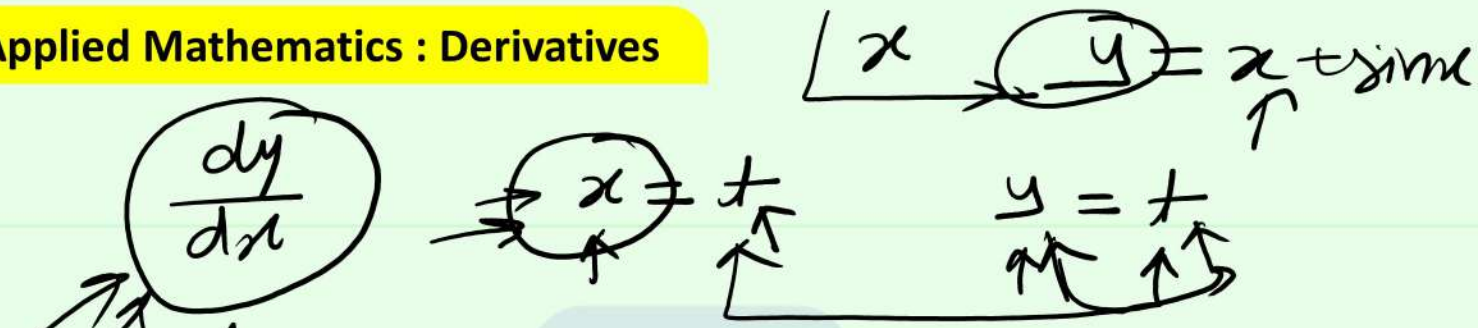 Applied Mathematics : Derivatives
x y = x + sinx
dy/dx x = t y = t